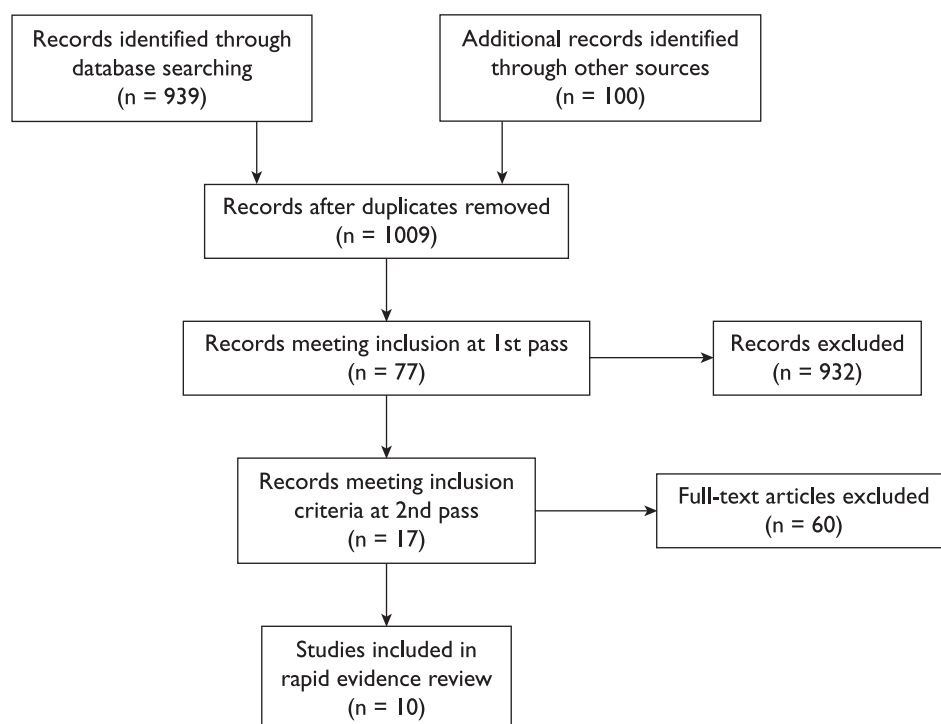 Records identified through
database searching
(n = 939)
Additional records identified
through other sources
(n = 100)
Records after duplicates removed
(n = 1009)
Records meeting inclusion at 1st pass
(n = 77)
Records excluded
(n = 932)
Records meeting inclusion
criteria at 2nd pass
(n = 17)
Full-text articles excluded
(n = 60)
Studies included in
rapid evidence review
(n = 10)